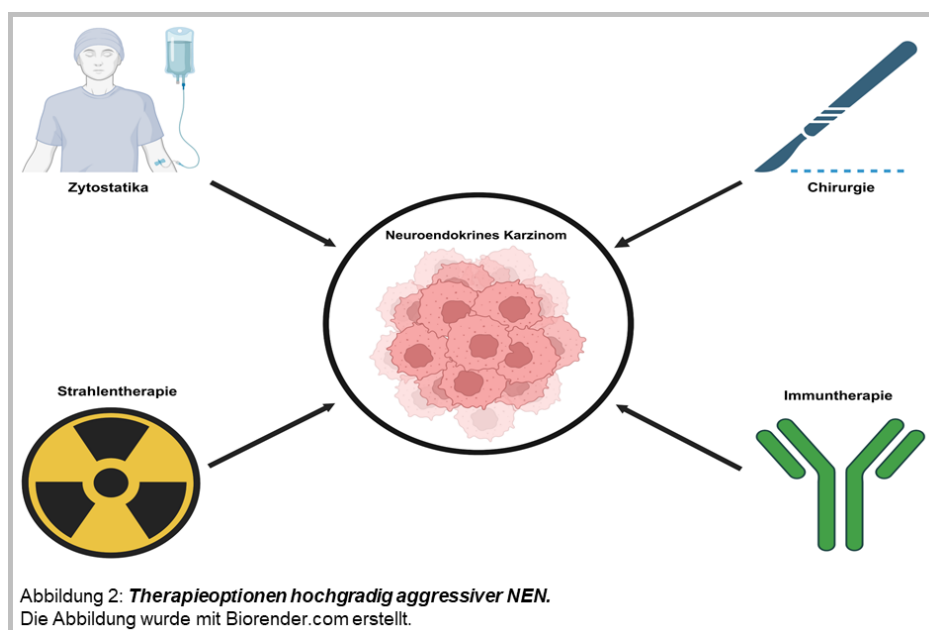 Zytostatika
Chirurgie
Neuroendokrines Karzinom
Strahlentherapie
Immuntherapie
Abbildung 2: Therapieoptionen hochgradig aggressiver NEN.
Die Abbildung wurde mit Biorender.com erstellt.